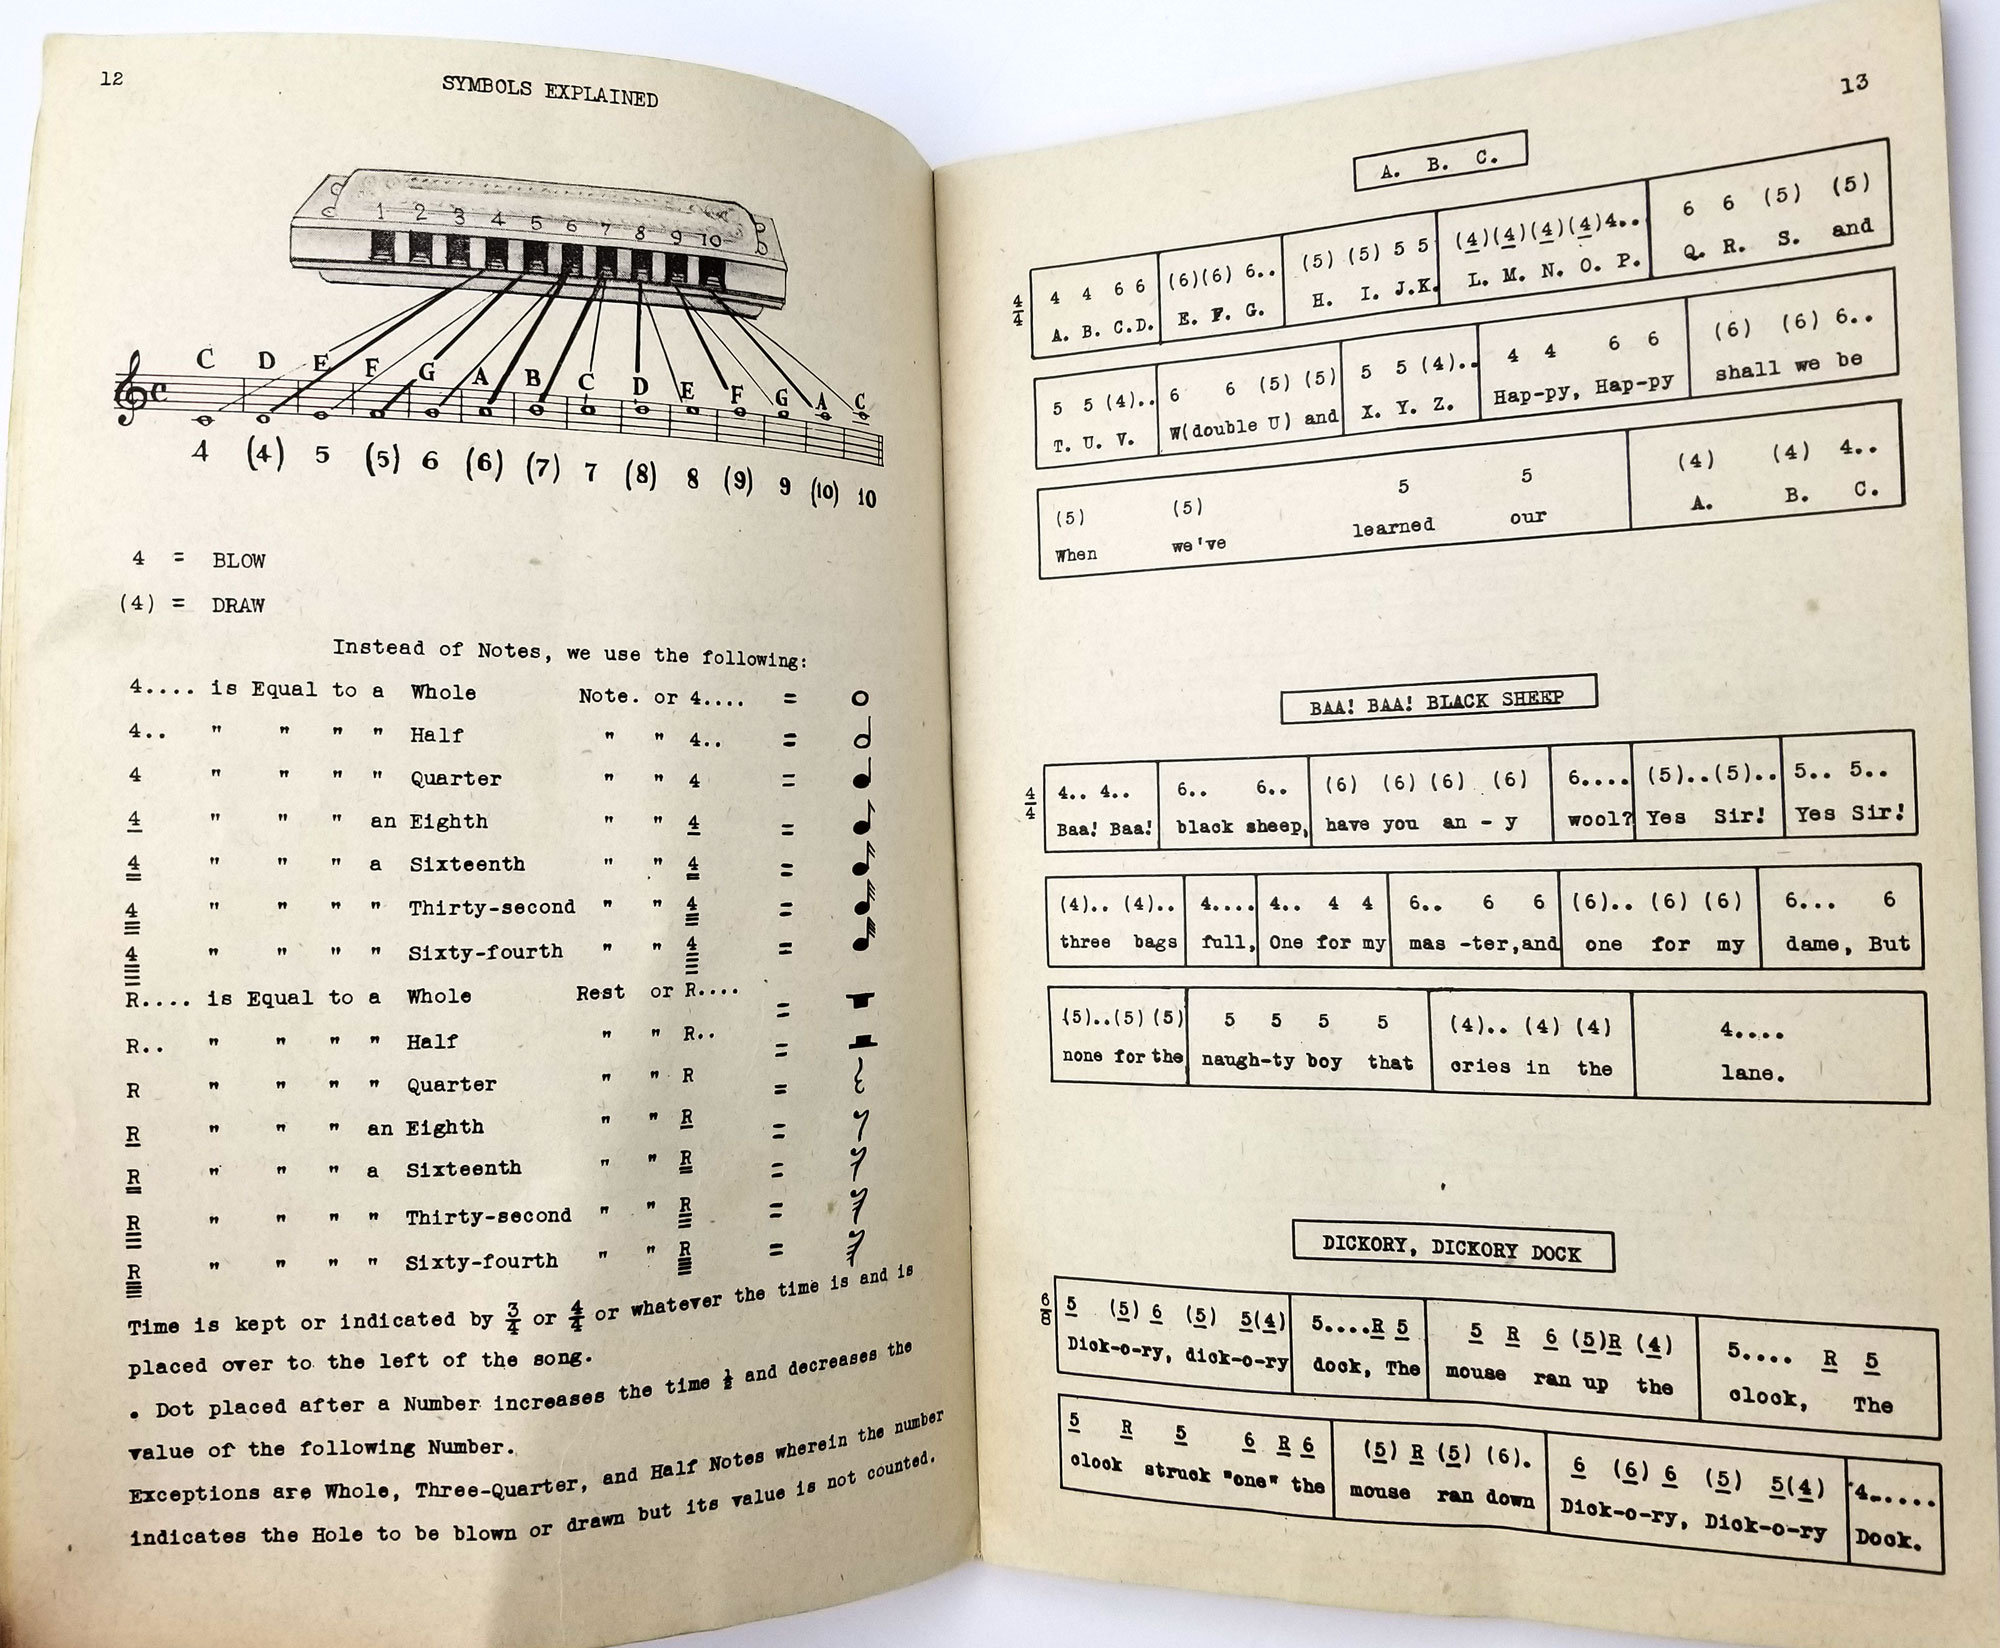 12
SYMBOLS EXPLAINED
1 2 3 4 5 6 7 8 9 10
C D E F G A B C D E F G A C
4 (4) 5 (5) 6 (6) (7) 7 (8) 8 (9) 9 (10) 10
4 = BLOW
(4) = DRAW
Instead of Notes, we use the following:
4.... is Equal to a Whole Note. or 4.... =
4.. " " " " Half " " 4.. =
4 " " " " Quarter " " 4 =
4 " " " an Eighth " " 4 =
4 " " " a Sixteenth " " 4 =
4 " " " " Thirty-second " " 4 =
4 " " " " Sixty-fourth " " 4 =
R.... is Equal to a Whole Rest or R.... =
R.. " " " " Half " " R.. =
R " " " " Quarter " " R =
R " " " an Eighth " " R =
R " " " a Sixteenth " " R =
R " " " " Thirty-second " " R =
R " " " " Sixty-fourth " " R =
Time is kept or indicated by 3/4 or 4/4 or whatever the time is and is
placed over to the left of the song.
. Dot placed after a Number increases the time ½ and decreases the
value of the following Number.
Exceptions are Whole, Three-Quarter, and Half Notes wherein the number
indicates the Hole to be blown or drawn but its value is not counted.
13
A. B. C.
4/4 4 4 6 6 (6)(6) 6.. (5) (5) 5 5 (4)(4)(4)(4)4.. 6 6 (5) (5)
A. B. C.D. E. F. G. H. I. J.K. L. M. N. O. P. Q. R. S. and
5 5 (4).. 6 6 (5) (5) 5 5 (4).. 4 4 6 6 (6) (6) 6..
T. U. V. W(double U) and X. Y. Z. Hap-py, Hap-py shall we be
(5) (5) 5 5 (4) (4) 4..
When we've learned our A. B. C.
BAA! BAA! BLACK SHEEP
4/4 4.. 4.. 6.. 6.. (6) (6) (6) (6) 6.... (5)..(5).. 5.. 5..
Baa! Baa! black sheep, have you an - y wool? Yes Sir! Yes Sir!
(4).. (4).. 4.... 4.. 4 4 6.. 6 6 (6).. (6) (6) 6... 6
three bags full, One for my mas -ter,and one for my dame, But
(5)..(5) (5) 5 5 5 5 (4).. (4) (4) 4....
none for the naugh-ty boy that cries in the lane.
DICKORY, DICKORY DOCK
6/8 5 (5) 6 (5) 5(4) 5....R 5 5 R 6 (5)R (4) 5.... R 5
Dick-o-ry, dick-o-ry dock, The mouse ran up the clock, The
5 R 5 6 R 6 (5) R (5) (6). 6 (6) 6 (5) 5(4) 4......
clock struck "one" the mouse ran down Dick-o-ry, Dick-o-ry Dock.